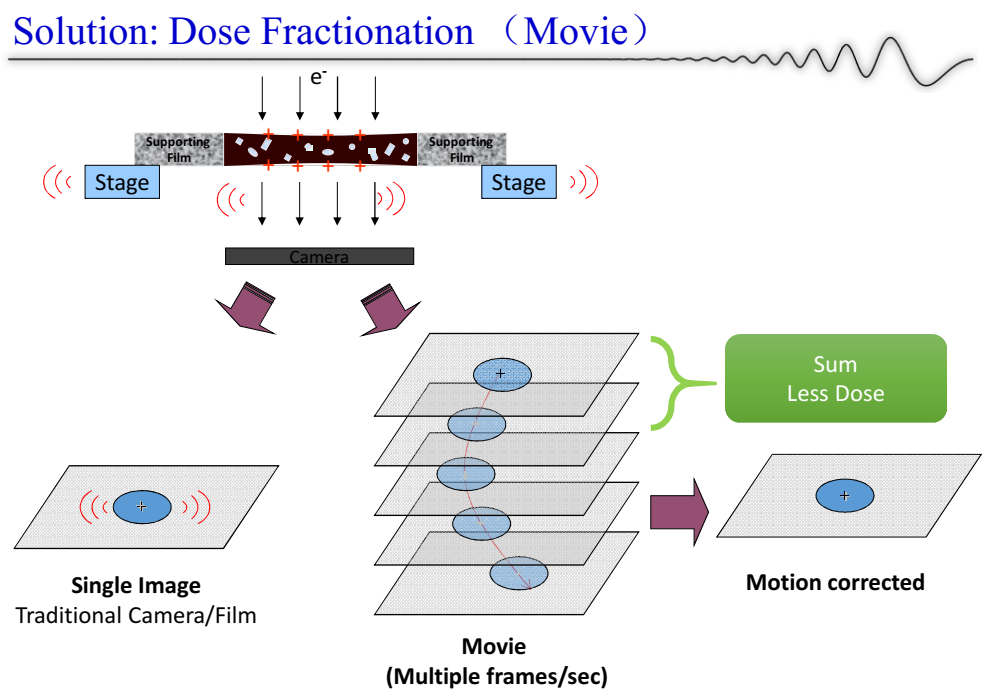 Solution: Dose Fractionation （Movie）
e-
Supporting
Film
Supporting
Film
Stage
Stage
Camera
Sum
Less Dose
Single Image
Traditional Camera/Film
Motion corrected
Movie
(Multiple frames/sec)